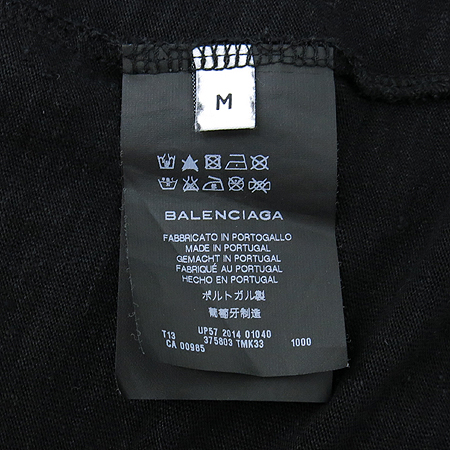 M
BALENCIAGA
FABBRICATO IN PORTOGALLO
MADE IN PORTUGAL
GEMACHT IN PORTUGAL
FABRIQUÉ AU PORTUGAL
HECHO EN PORTUGAL
ポルトガル製
葡萄牙制造
T13 UP57 2014 01040
CA 00985 375803 TMK33 1000